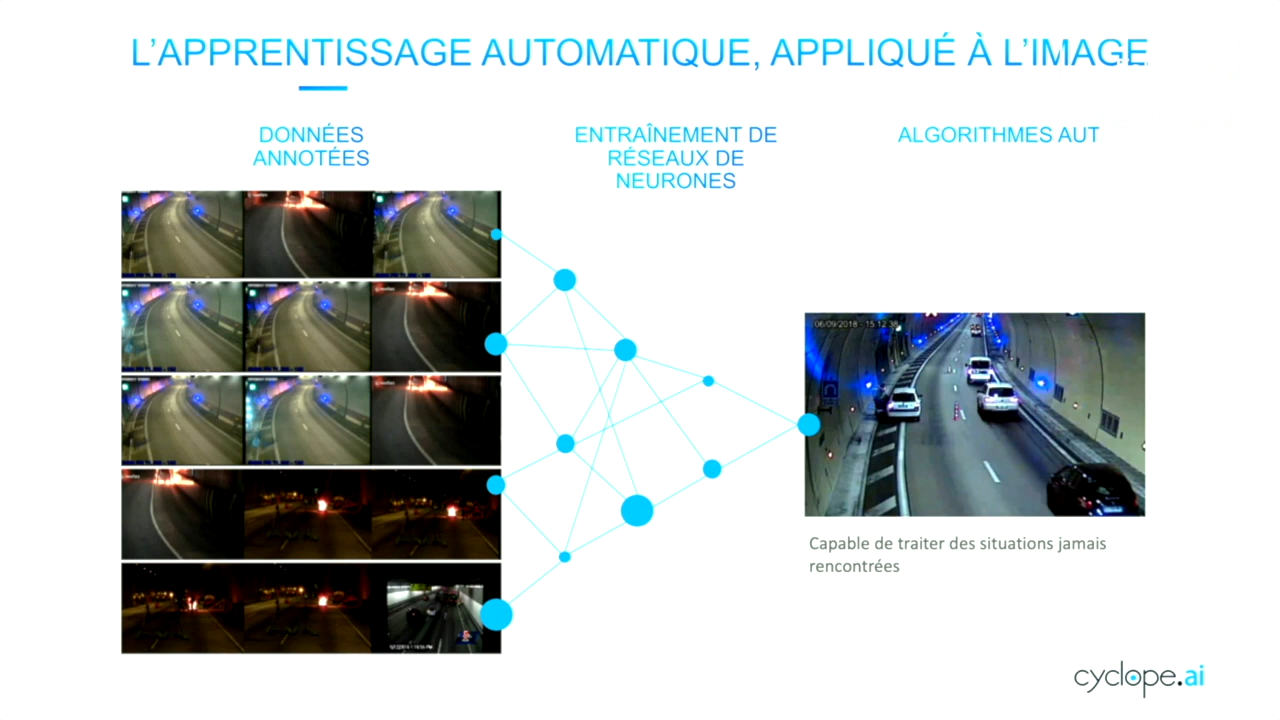 L'APPRENTISSAGE AUTOMATIQUE, APPLIQUÉ À L'IMAGE
DONNÉES
ANNOTÉES
ENTRAÎNEMENT DE
RÉSEAUX DE
NEURONES
ALGORITHMES AUT
06/09/2018 - 15:12:38
Capable de traiter des situations jamais
rencontrées
cyclope.ai